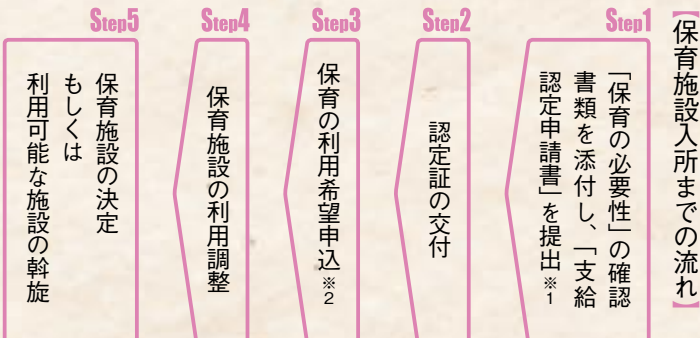 【保育施設入所までの流れ】
Step1
「保育の必要性」の確認
書類を添付し、「支給
認定申請書」を提出※1
Step2
認定証の交付
Step3
保育の利用希望申込※2
Step4
保育施設の利用調整
Step5
保育施設の決定
もしくは
利用可能な施設の斡旋